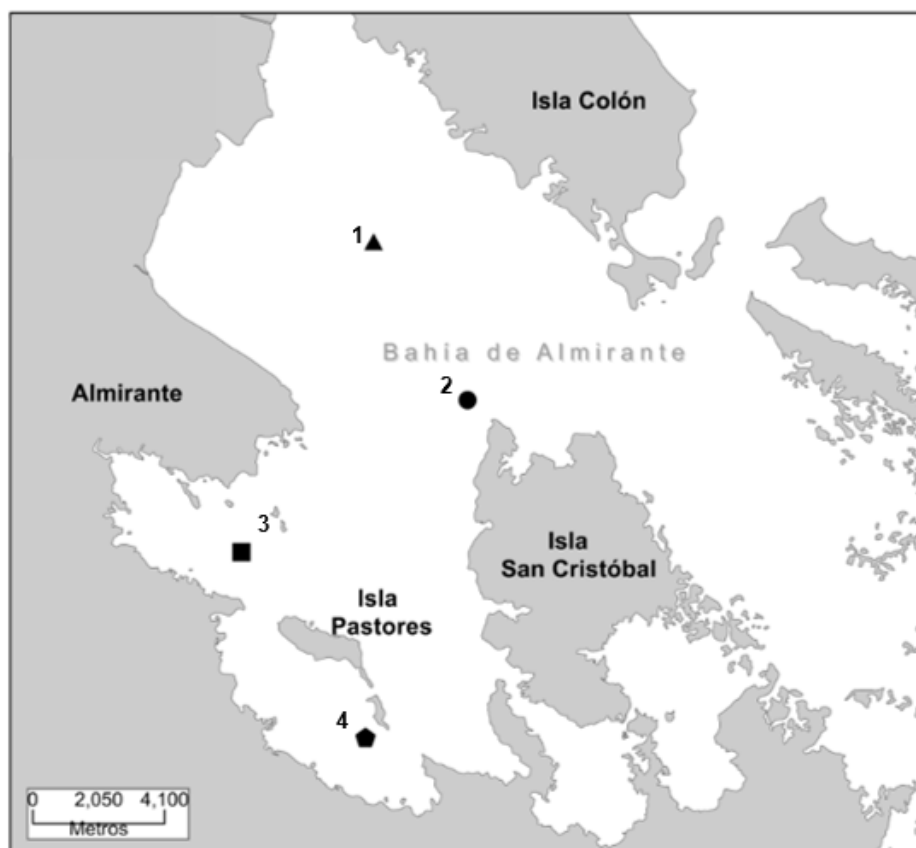 Isla Colón
1
Bahía de Almirante
2
Almirante
3
Isla
San Cristóbal
Isla
Pastores
4
0 2,050 4,100
Metros